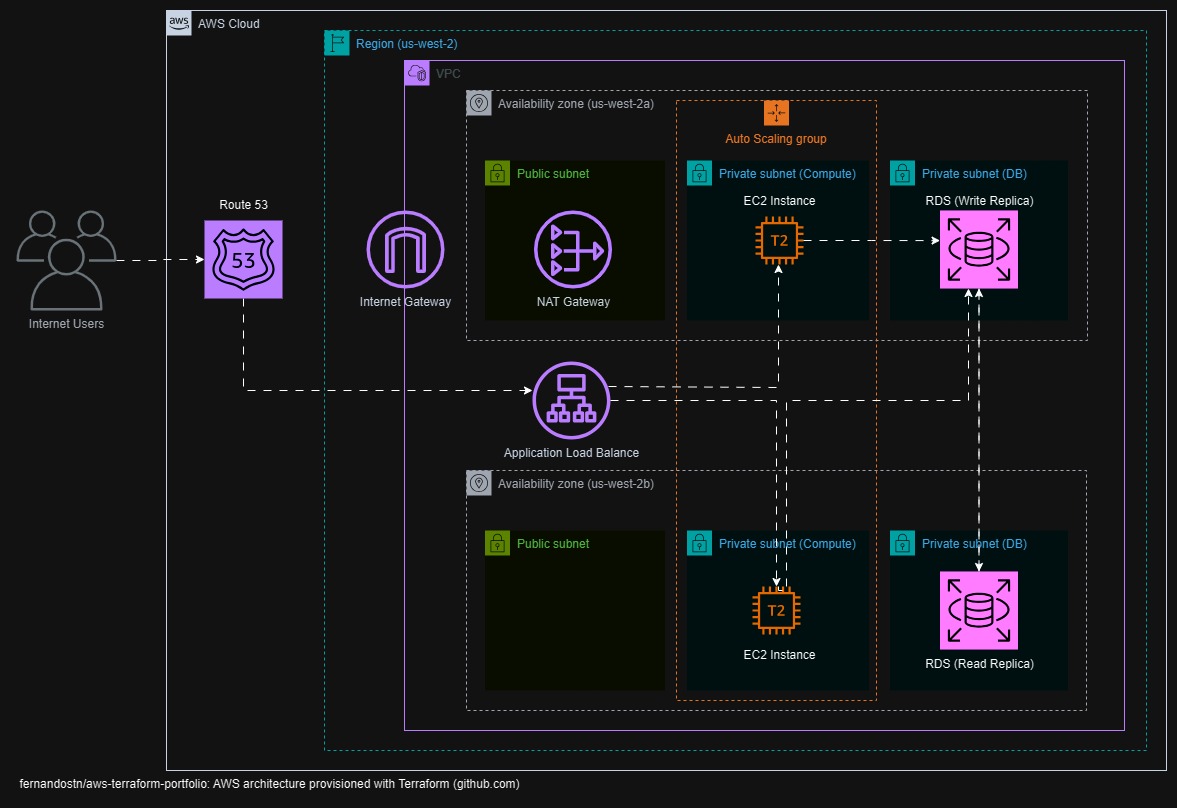 aws
AWS Cloud
Region (us-west-2)
VPC
Availability zone (us-west-2a)
Auto Scaling group
Public subnet
Private subnet (Compute)
Private subnet (DB)
EC2 Instance
RDS (Write Replica)
Route 53
53
T2
Internet Gateway
NAT Gateway
Internet Users
Application Load Balance
Availability zone (us-west-2b)
Public subnet
Private subnet (Compute)
Private subnet (DB)
T2
EC2 Instance
RDS (Read Replica)
fernandostn/aws-terraform-portfolio: AWS architecture provisioned with Terraform (github.com)